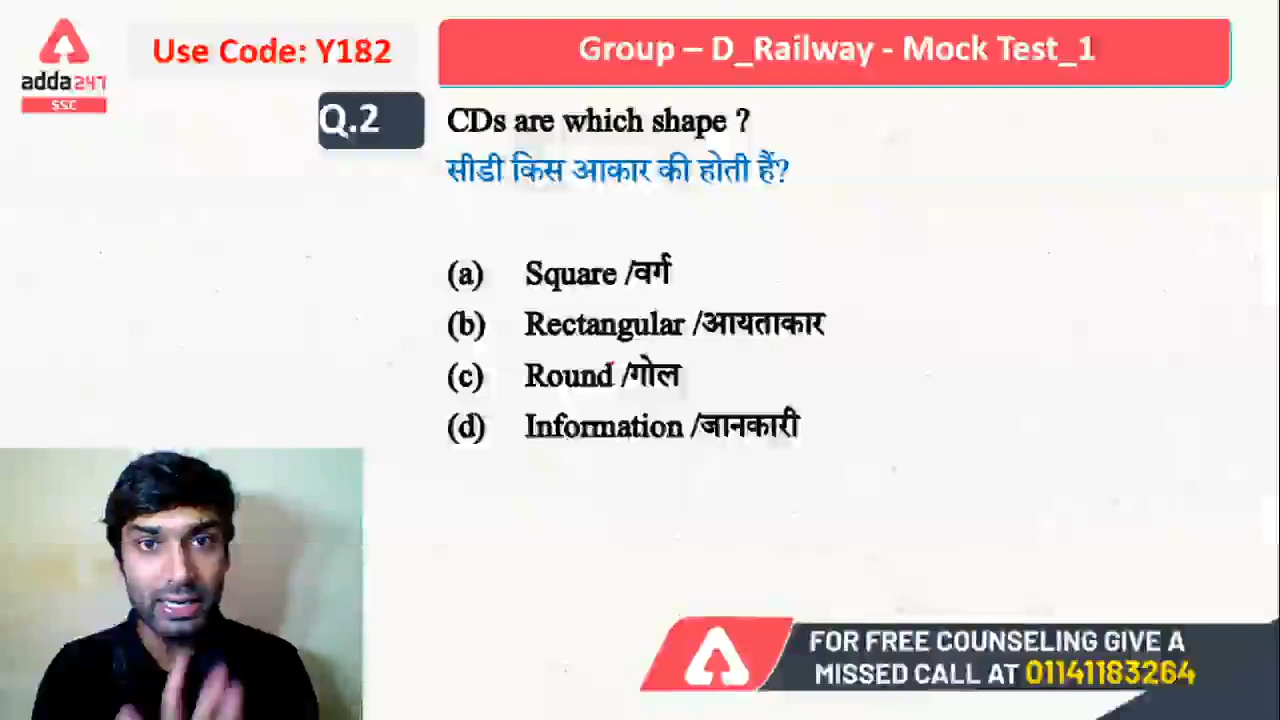 adda247
SSC
Use Code: Y182
Group – D_Railway - Mock Test_1
Q.2
CDs are which shape ?
सीडी किस आकार की होती हैं?
(a) Square /वर्ग
(b) Rectangular /आयताकार
(c) Round /गोल
(d) Information /जानकारी
FOR FREE COUNSELING GIVE A
MISSED CALL AT 01141183264